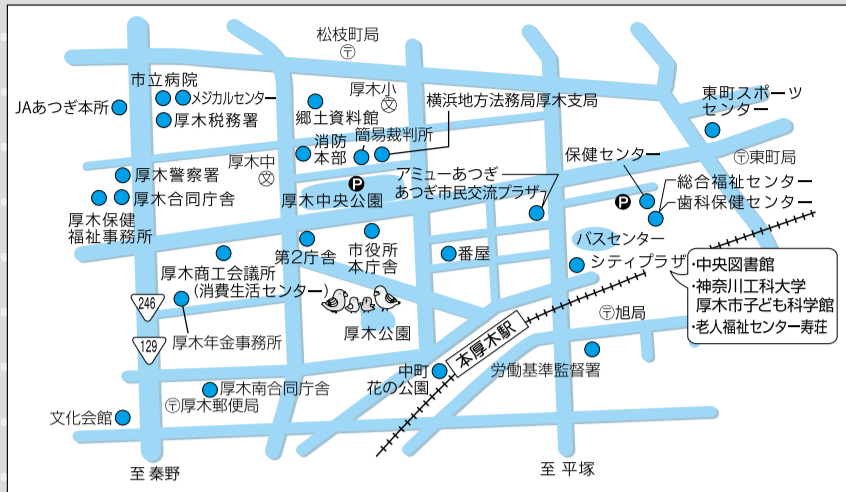 松枝町局
〒
市立病院
メジカルセンター
JAあつぎ本所
厚木税務署
郷土資料館
厚木小
文
横浜地方法務局厚木支局
東町スポーツ
センター
消防
本部
簡易裁判所
厚木中
文
保健センター
〒東町局
厚木警察署
厚木合同庁舎
厚木保健
福祉事務所
P
厚木中央公園
アミューあつぎ
あつぎ市民交流プラザ
P
総合福祉センター
歯科保健センター
厚木商工会議所
(消費生活センター)
第2庁舎
市役所
本庁舎
番屋
バスセンター
シティプラザ
・中央図書館
・神奈川工科大学
厚木市子ども科学館
・老人福祉センター寿荘
246
129
厚木年金事務所
厚木公園
本厚木駅
〒旭局
中町
花の公園
労働基準監督署
厚木南合同庁舎
〒厚木郵便局
文化会館
至 秦野
至 平塚